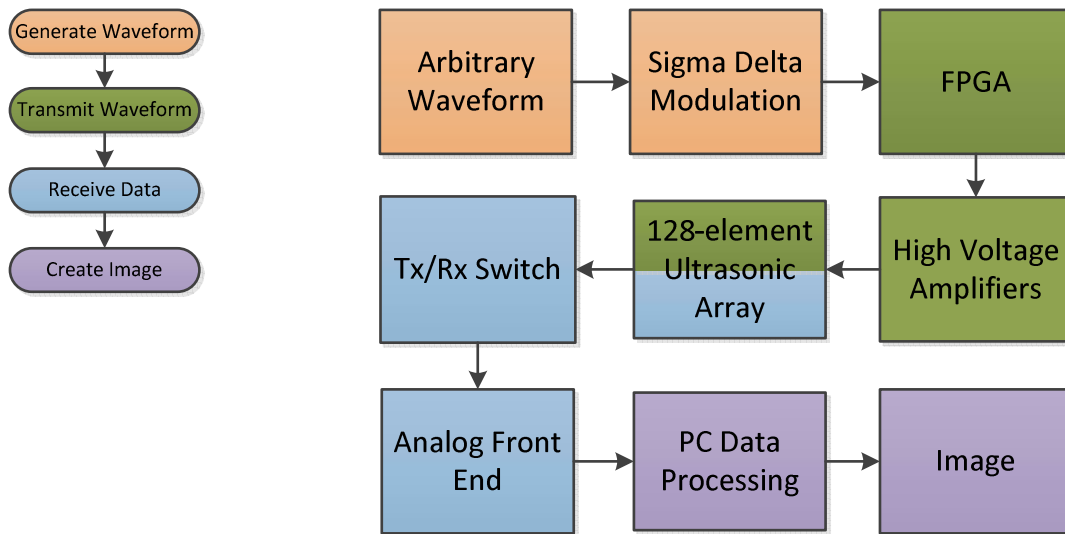 Generate Waveform
Transmit Waveform
Receive Data
Create Image
Arbitrary
Waveform
Sigma Delta
Modulation
FPGA
Tx/Rx Switch
128-element
Ultrasonic
Array
High Voltage
Amplifiers
Analog Front
End
PC Data
Processing
Image